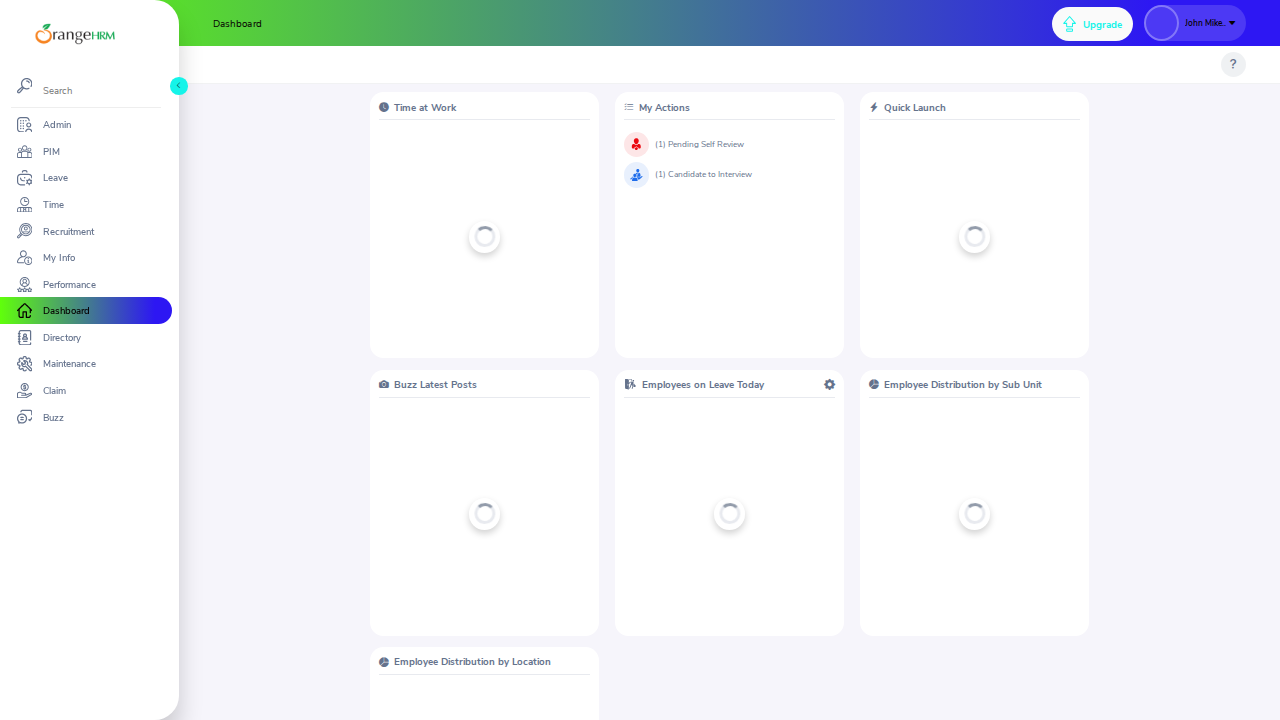 OrangeHRM
Search
Admin
PIM
Leave
Time
Recruitment
My Info
Performance
Dashboard
Directory
Maintenance
Claim
Buzz
Dashboard
Upgrade
John Mike..
?
Time at Work
My Actions
(1) Pending Self Review
(1) Candidate to Interview
Quick Launch
Buzz Latest Posts
Employees on Leave Today
Employee Distribution by Sub Unit
Employee Distribution by Location